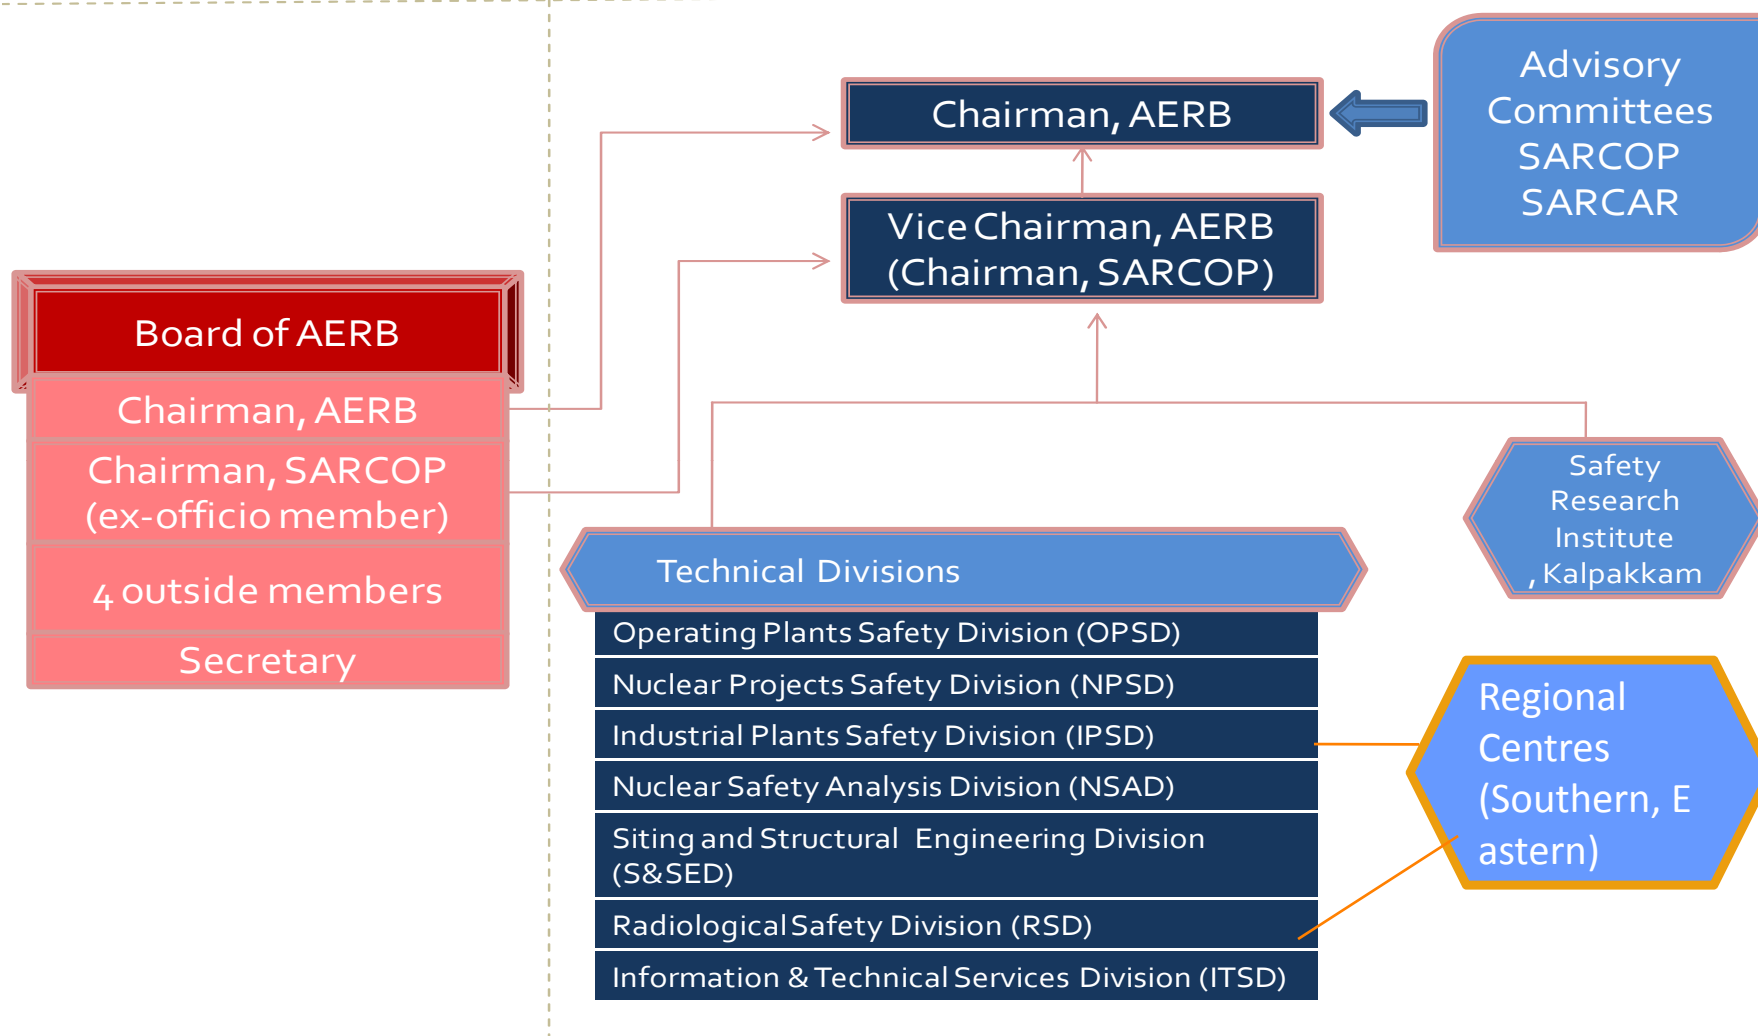 Chairman, AERB
Advisory
Committees
SARCOP
SARCAR
Vice Chairman, AERB
(Chairman, SARCOP)
Board of AERB
Chairman, AERB
Chairman, SARCOP
(ex-officio member)
4 outside members
Secretary
Safety
Research
Institute
, Kalpakkam
Technical Divisions
Operating Plants Safety Division (OPSD)
Nuclear Projects Safety Division (NPSD)
Industrial Plants Safety Division (IPSD)
Nuclear Safety Analysis Division (NSAD)
Siting and Structural Engineering Division
(S&SED)
Radiological Safety Division (RSD)
Information & Technical Services Division (ITSD)
Regional
Centres
(Southern, E
astern)